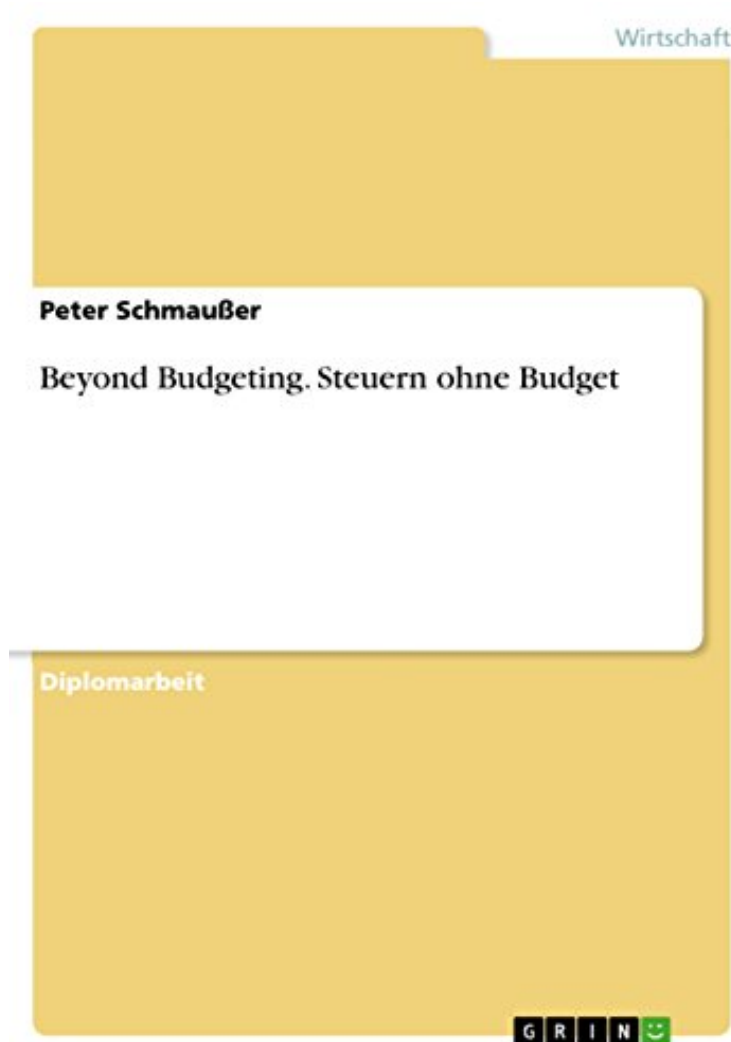 Wirtschaft
Peter Schmaußer
Beyond Budgeting. Steuern ohne Budget
Diplomarbeit
GRIN